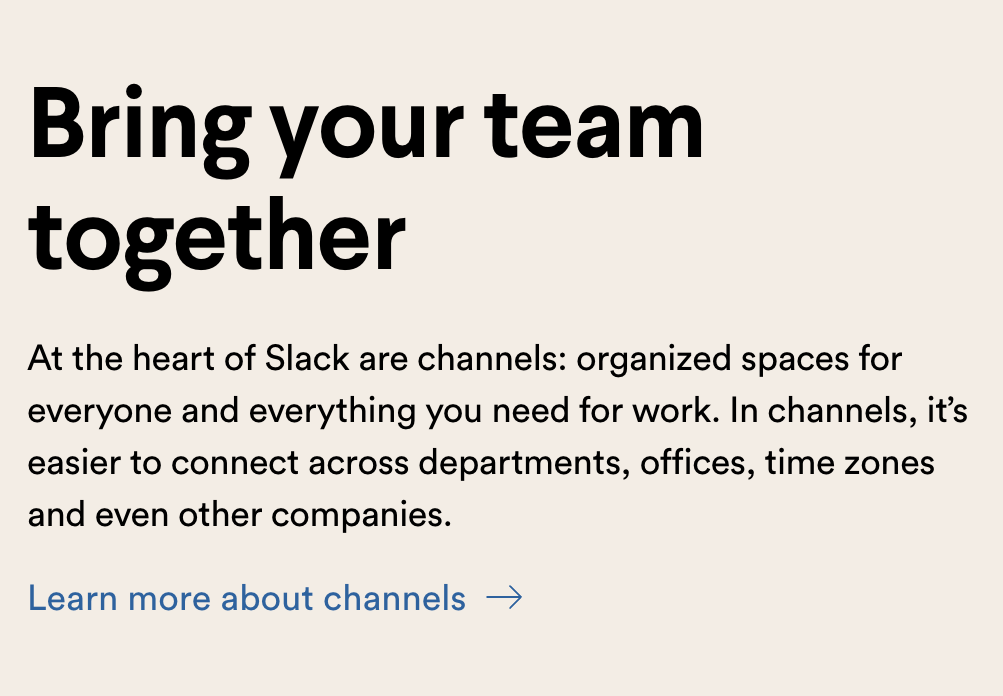 Bring your team
together
At the heart of Slack are channels: organized spaces for
everyone and everything you need for work. In channels, it’s
easier to connect across departments, offices, time zones
and even other companies.
Learn more about channels →